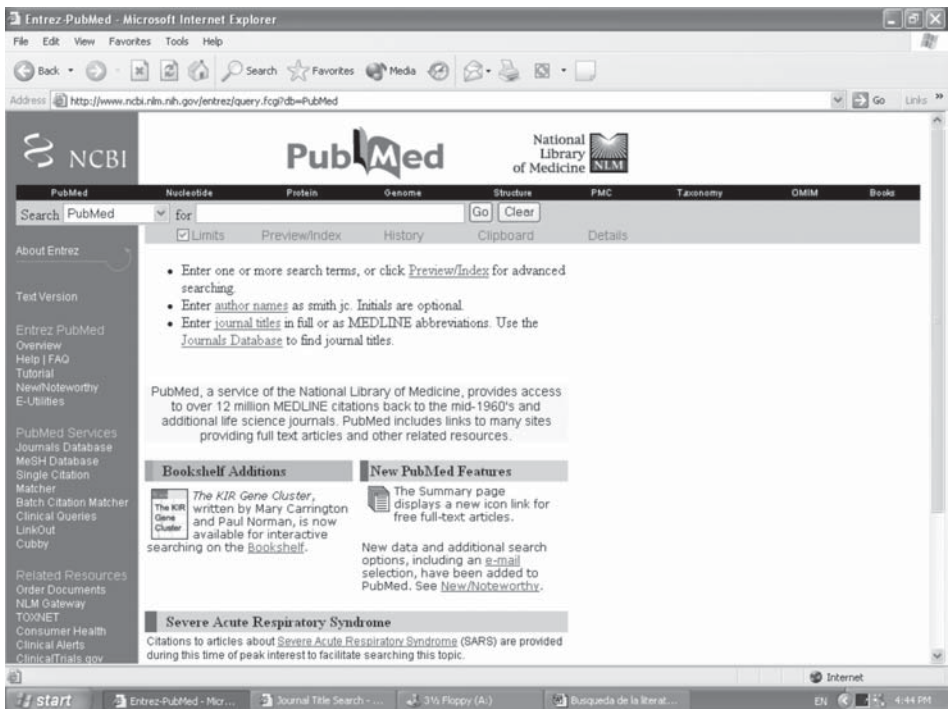 Entrez-PubMed - Microsoft Internet Explorer
File Edit View Favorites Tools Help
Back Search Favorites Media
Address http://www.ncbi.nlm.nih.gov/entrez/query.fcgi?db=PubMed Go Links »
NCBI
PubMed
National
Library
of Medicine NLM
PubMed Nucleotide Protein Genome Structure PMC Taxonomy OMIM Books
Search PubMed for Go Clear
Limits Preview/Index History Clipboard Details
About Entrez
Text Version
Entrez PubMed
Overview
Help | FAQ
Tutorial
New/Noteworthy
E-Utilities
PubMed Services
Journals Database
MeSH Database
Single Citation
Matcher
Batch Citation Matcher
Clinical Queries
LinkOut
Cubby
Related Resources
Order Documents
NLM Gateway
TOXNET
Consumer Health
Clinical Alerts
ClinicalTrials.gov
• Enter one or more search terms, or click Preview/Index for advanced
searching.
• Enter author names as smith jc. Initials are optional.
• Enter journal titles in full or as MEDLINE abbreviations. Use the
Journals Database to find journal titles.
PubMed, a service of the National Library of Medicine, provides access
to over 12 million MEDLINE citations back to the mid-1960's and
additional life science journals. PubMed includes links to many sites
providing full text articles and other related resources.
Bookshelf Additions
The KIR
Gene
Cluster
The KIR Gene Cluster,
written by Mary Carrington
and Paul Norman, is now
available for interactive
searching on the Bookshelf.
New PubMed Features
The Summary page
displays a new icon link for
free full-text articles.
New data and additional search
options, including an e-mail
selection, have been added to
PubMed. See New/Noteworthy.
Severe Acute Respiratory Syndrome
Citations to articles about Severe Acute Respiratory Syndrome (SARS) are provided
during this time of peak interest to facilitate searching this topic.
Internet
start Entrez-PubMed - Micr... Journal Title Search - ... 3½ Floppy (A:) Busqueda de la literat... EN 4:44 PM